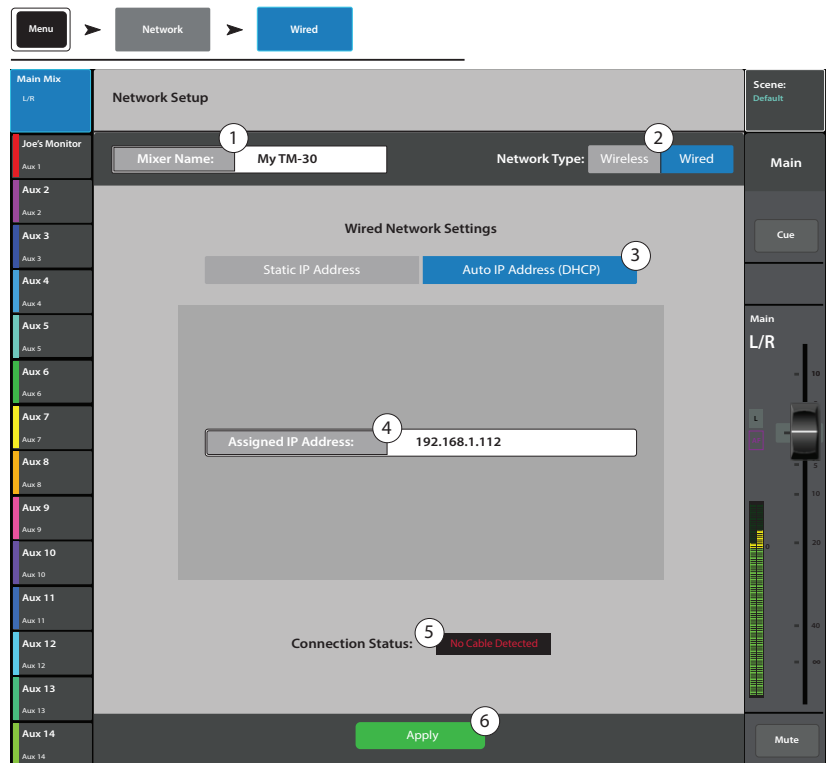 Menu Network Wired
Main Mix
L/R
Network Setup
Scene:
Default
1
2
Mixer Name: My TM-30
Network Type: Wireless Wired
Main
Joe's Monitor
Aux 1
Aux 2
Aux 2
Aux 3
Aux 3
Aux 4
Aux 4
Aux 5
Aux 5
Aux 6
Aux 6
Aux 7
Aux 7
Aux 8
Aux 8
Aux 9
Aux 9
Aux 10
Aux 10
Aux 11
Aux 11
Aux 12
Aux 12
Aux 13
Aux 13
Aux 14
Aux 14
Wired Network Settings
3
Static IP Address Auto IP Address (DHCP)
4
Assigned IP Address: 192.168.1.112
5
Connection Status: No Cable Detected
6
Apply
Cue
Main
L/R
10
L
5
10
0
20
40
∞
Mute